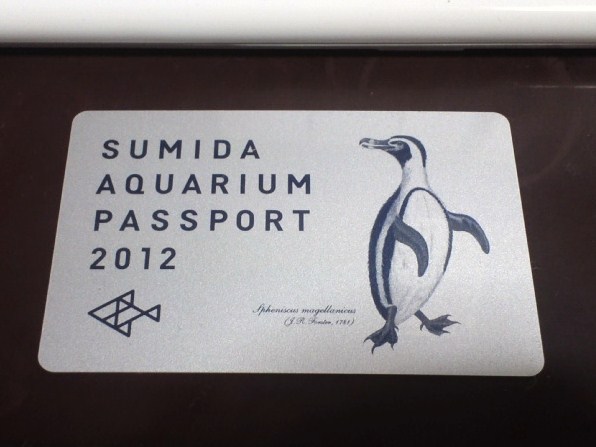 SUMIDA
AQUARIUM
PASSPORT
2012
Spheniscus magellanicus
(J. R. Forster, 1781)